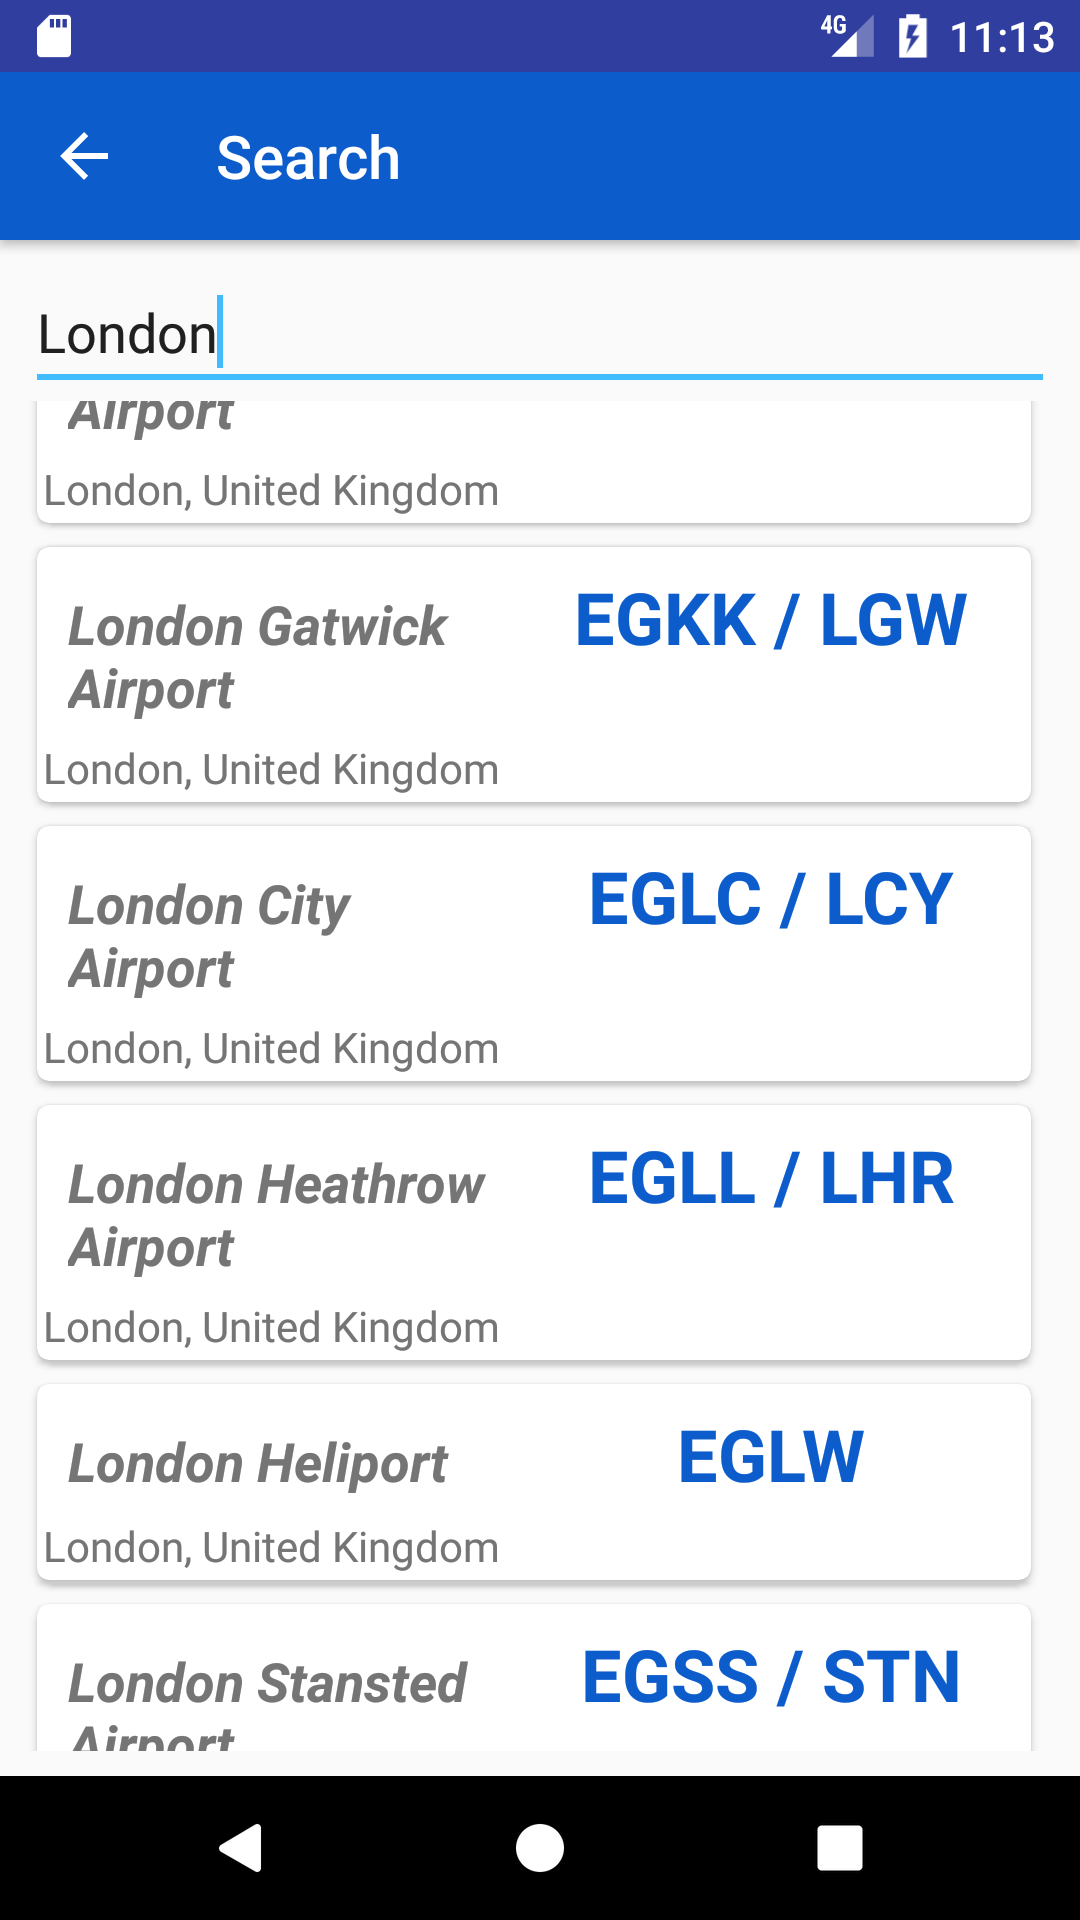 4G 11:13
Search
London
Airport
London, United Kingdom
London Gatwick EGKK / LGW
Airport
London, United Kingdom
London City EGLC / LCY
Airport
London, United Kingdom
London Heathrow EGLL / LHR
Airport
London, United Kingdom
London Heliport EGLW
London, United Kingdom
London Stansted EGSS / STN
Airport